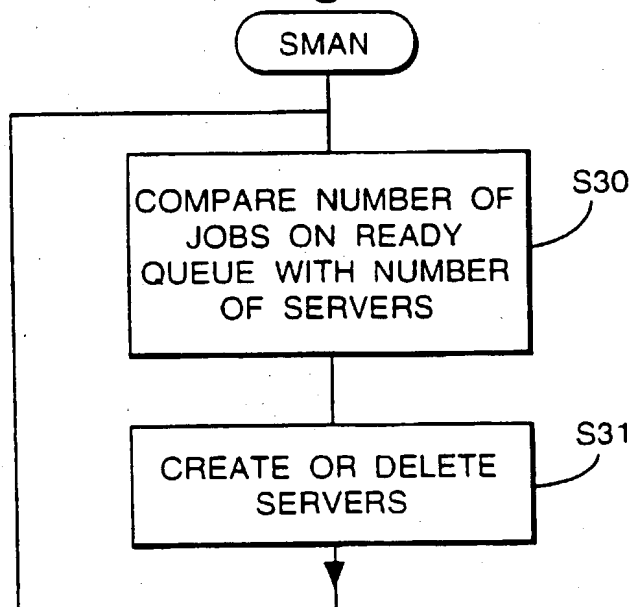 SMAN
COMPARE NUMBER OF
JOBS ON READY
QUEUE WITH NUMBER
OF SERVERS
S30
CREATE OR DELETE
SERVERS
S31